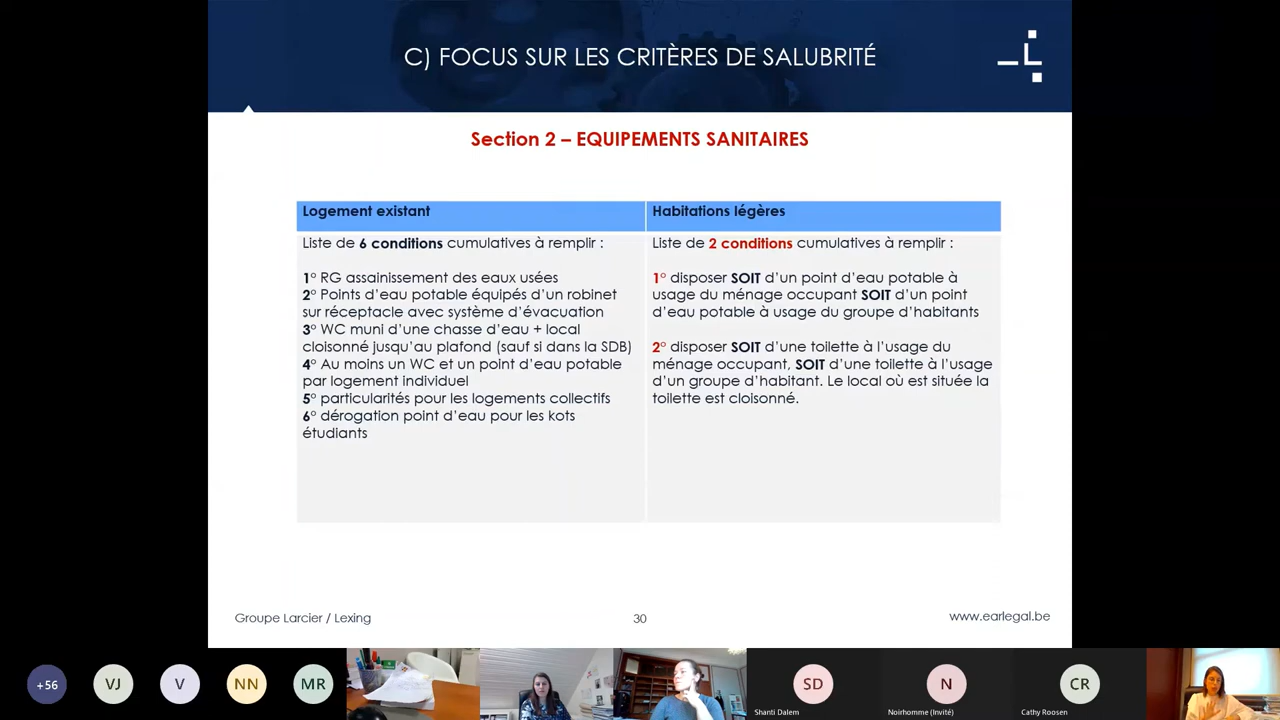 C) FOCUS SUR LES CRITÈRES DE SALUBRITÉ
Section 2 – EQUIPEMENTS SANITAIRES
Logement existant
Liste de 6 conditions cumulatives à remplir :
1° RG assainissement des eaux usées
2° Points d'eau potable équipés d'un robinet
sur réceptacle avec système d'évacuation
3° WC muni d'une chasse d'eau + local
cloisonné jusqu'au plafond (sauf si dans la SDB)
4° Au moins un WC et un point d'eau potable
par logement individuel
5° particularités pour les logements collectifs
6° dérogation point d'eau pour les kots
étudiants
Habitations légères
Liste de 2 conditions cumulatives à remplir :
1° disposer SOIT d'un point d'eau potable à
usage du ménage occupant SOIT d'un point
d'eau potable à usage du groupe d'habitants
2° disposer SOIT d'une toilette à l'usage du
ménage occupant, SOIT d'une toilette à l'usage
d'un groupe d'habitant. Le local où est située la
toilette est cloisonné.
Groupe Larcier / Lexing
30
www.earlegal.be
+56
VJ
V
NN
MR
SD
Shanti Dalem
N
Noirhomme (Invité)
CR
Cathy Roosen